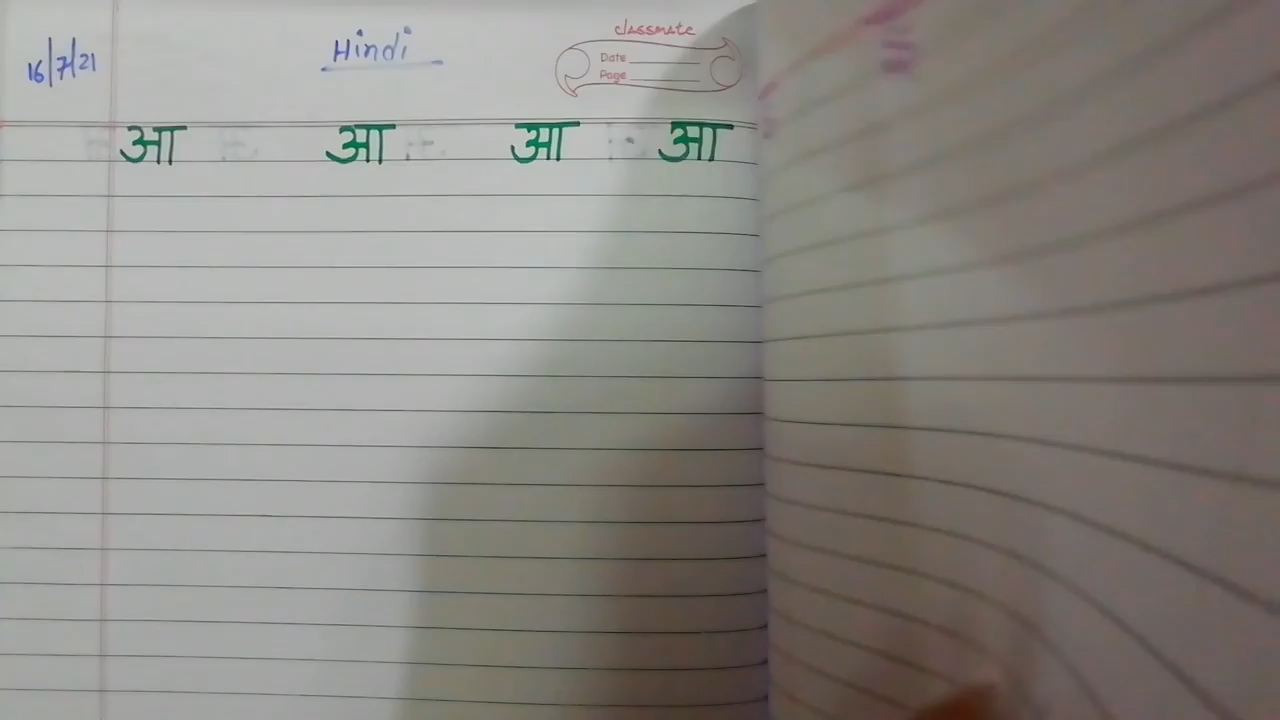 classmate
16/7/21 Hindi
Date
Page
आ आ आ आ